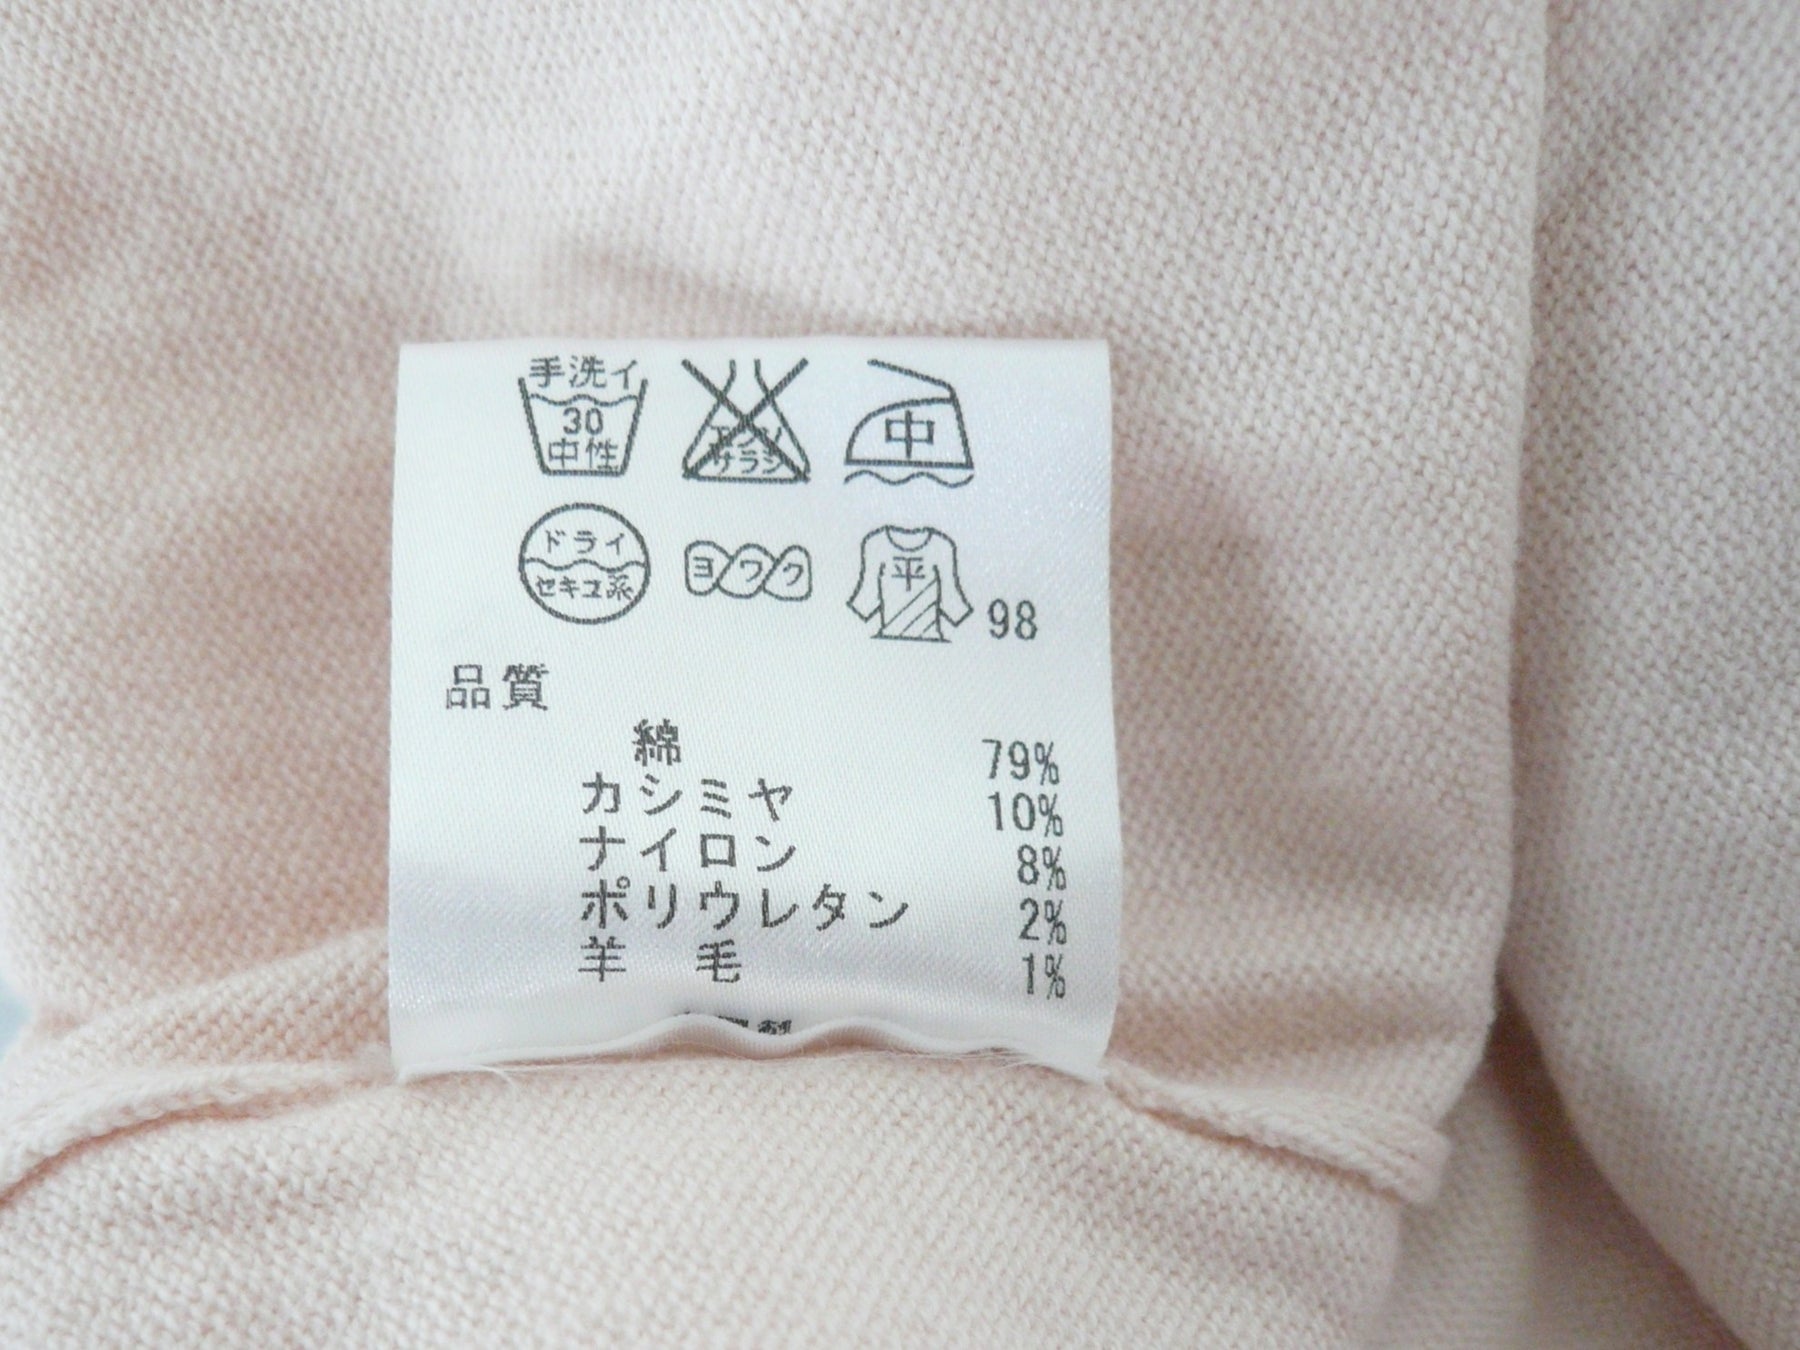 手洗イ
30
中性
エンソ
サラシ
中
ドライ
セキユ系
ヨワク
平
98
品質
綿 79%
カシミヤ 10%
ナイロン 8%
ポリウレタン 2%
羊毛 1%